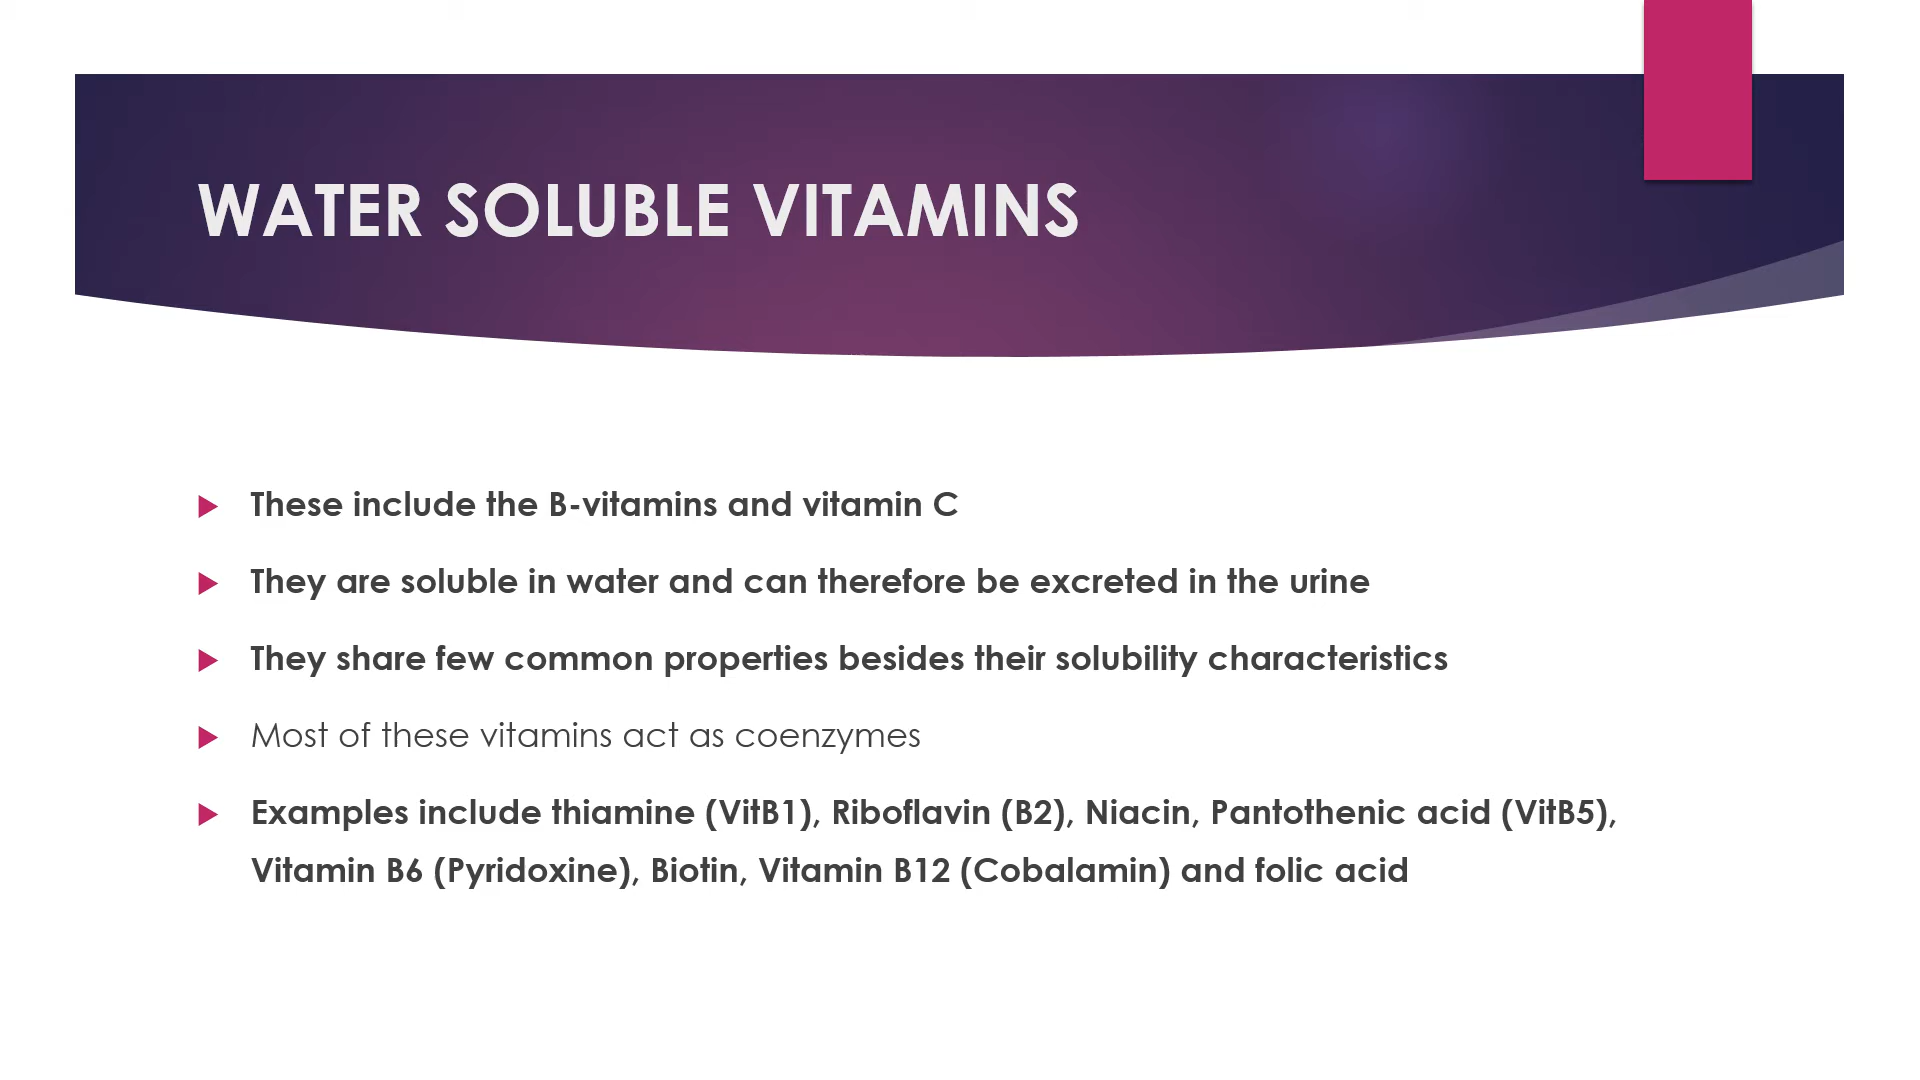 WATER SOLUBLE VITAMINS
These include the B-vitamins and vitamin C
They are soluble in water and can therefore be excreted in the urine
They share few common properties besides their solubility characteristics
Most of these vitamins act as coenzymes
Examples include thiamine (VitB1), Riboflavin (B2), Niacin, Pantothenic acid (VitB5),
Vitamin B6 (Pyridoxine), Biotin, Vitamin B12 (Cobalamin) and folic acid